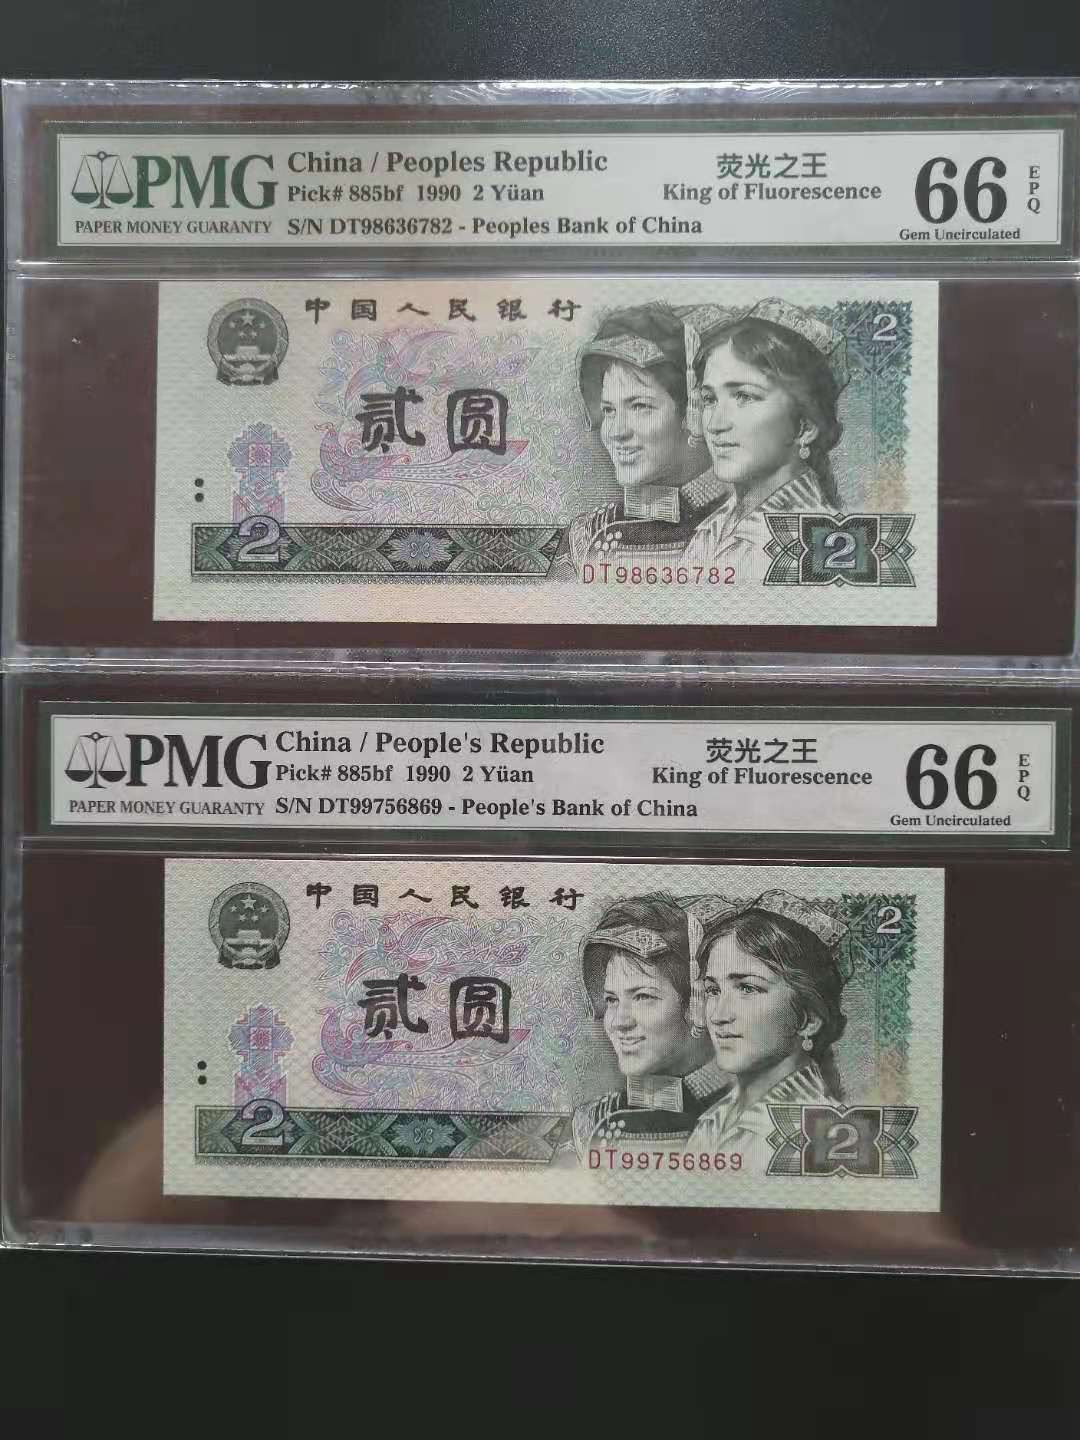 PMG
PAPER MONEY GUARANTY
China / Peoples Republic
Pick# 885bf 1990 2 Yüan
S/N DT98636782 - Peoples Bank of China
荧光之王
King of Fluorescence
66
EPQ
Gem Uncirculated
中国人民银行
2
贰圆
2
2
DT98636782
PMG
PAPER MONEY GUARANTY
China / People's Republic
Pick# 885bf 1990 2 Yüan
S/N DT99756869 - People's Bank of China
荧光之王
King of Fluorescence
66
EPQ
Gem Uncirculated
中国人民银行
2
贰圆
2
2
DT99756869